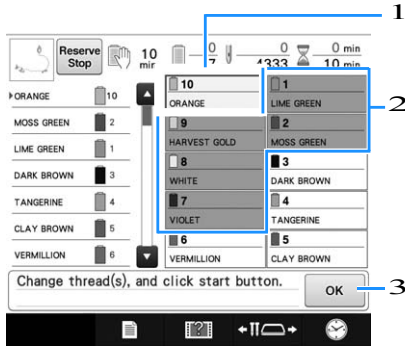 1
Reserve
Stop
10
min
0
7
0
4333
0 min
10 min
ORANGE 10
10
ORANGE
1
LIME GREEN
2
MOSS GREEN 2
9
HARVEST GOLD
2
MOSS GREEN
LIME GREEN 1
8
WHITE
3
DARK BROWN
DARK BROWN 3
TANGERINE 4
7
VIOLET
4
TANGERINE
CLAY BROWN 5
VERMILLION 6
6
VERMILLION
5
CLAY BROWN
Change thread(s), and click start button.
OK
3